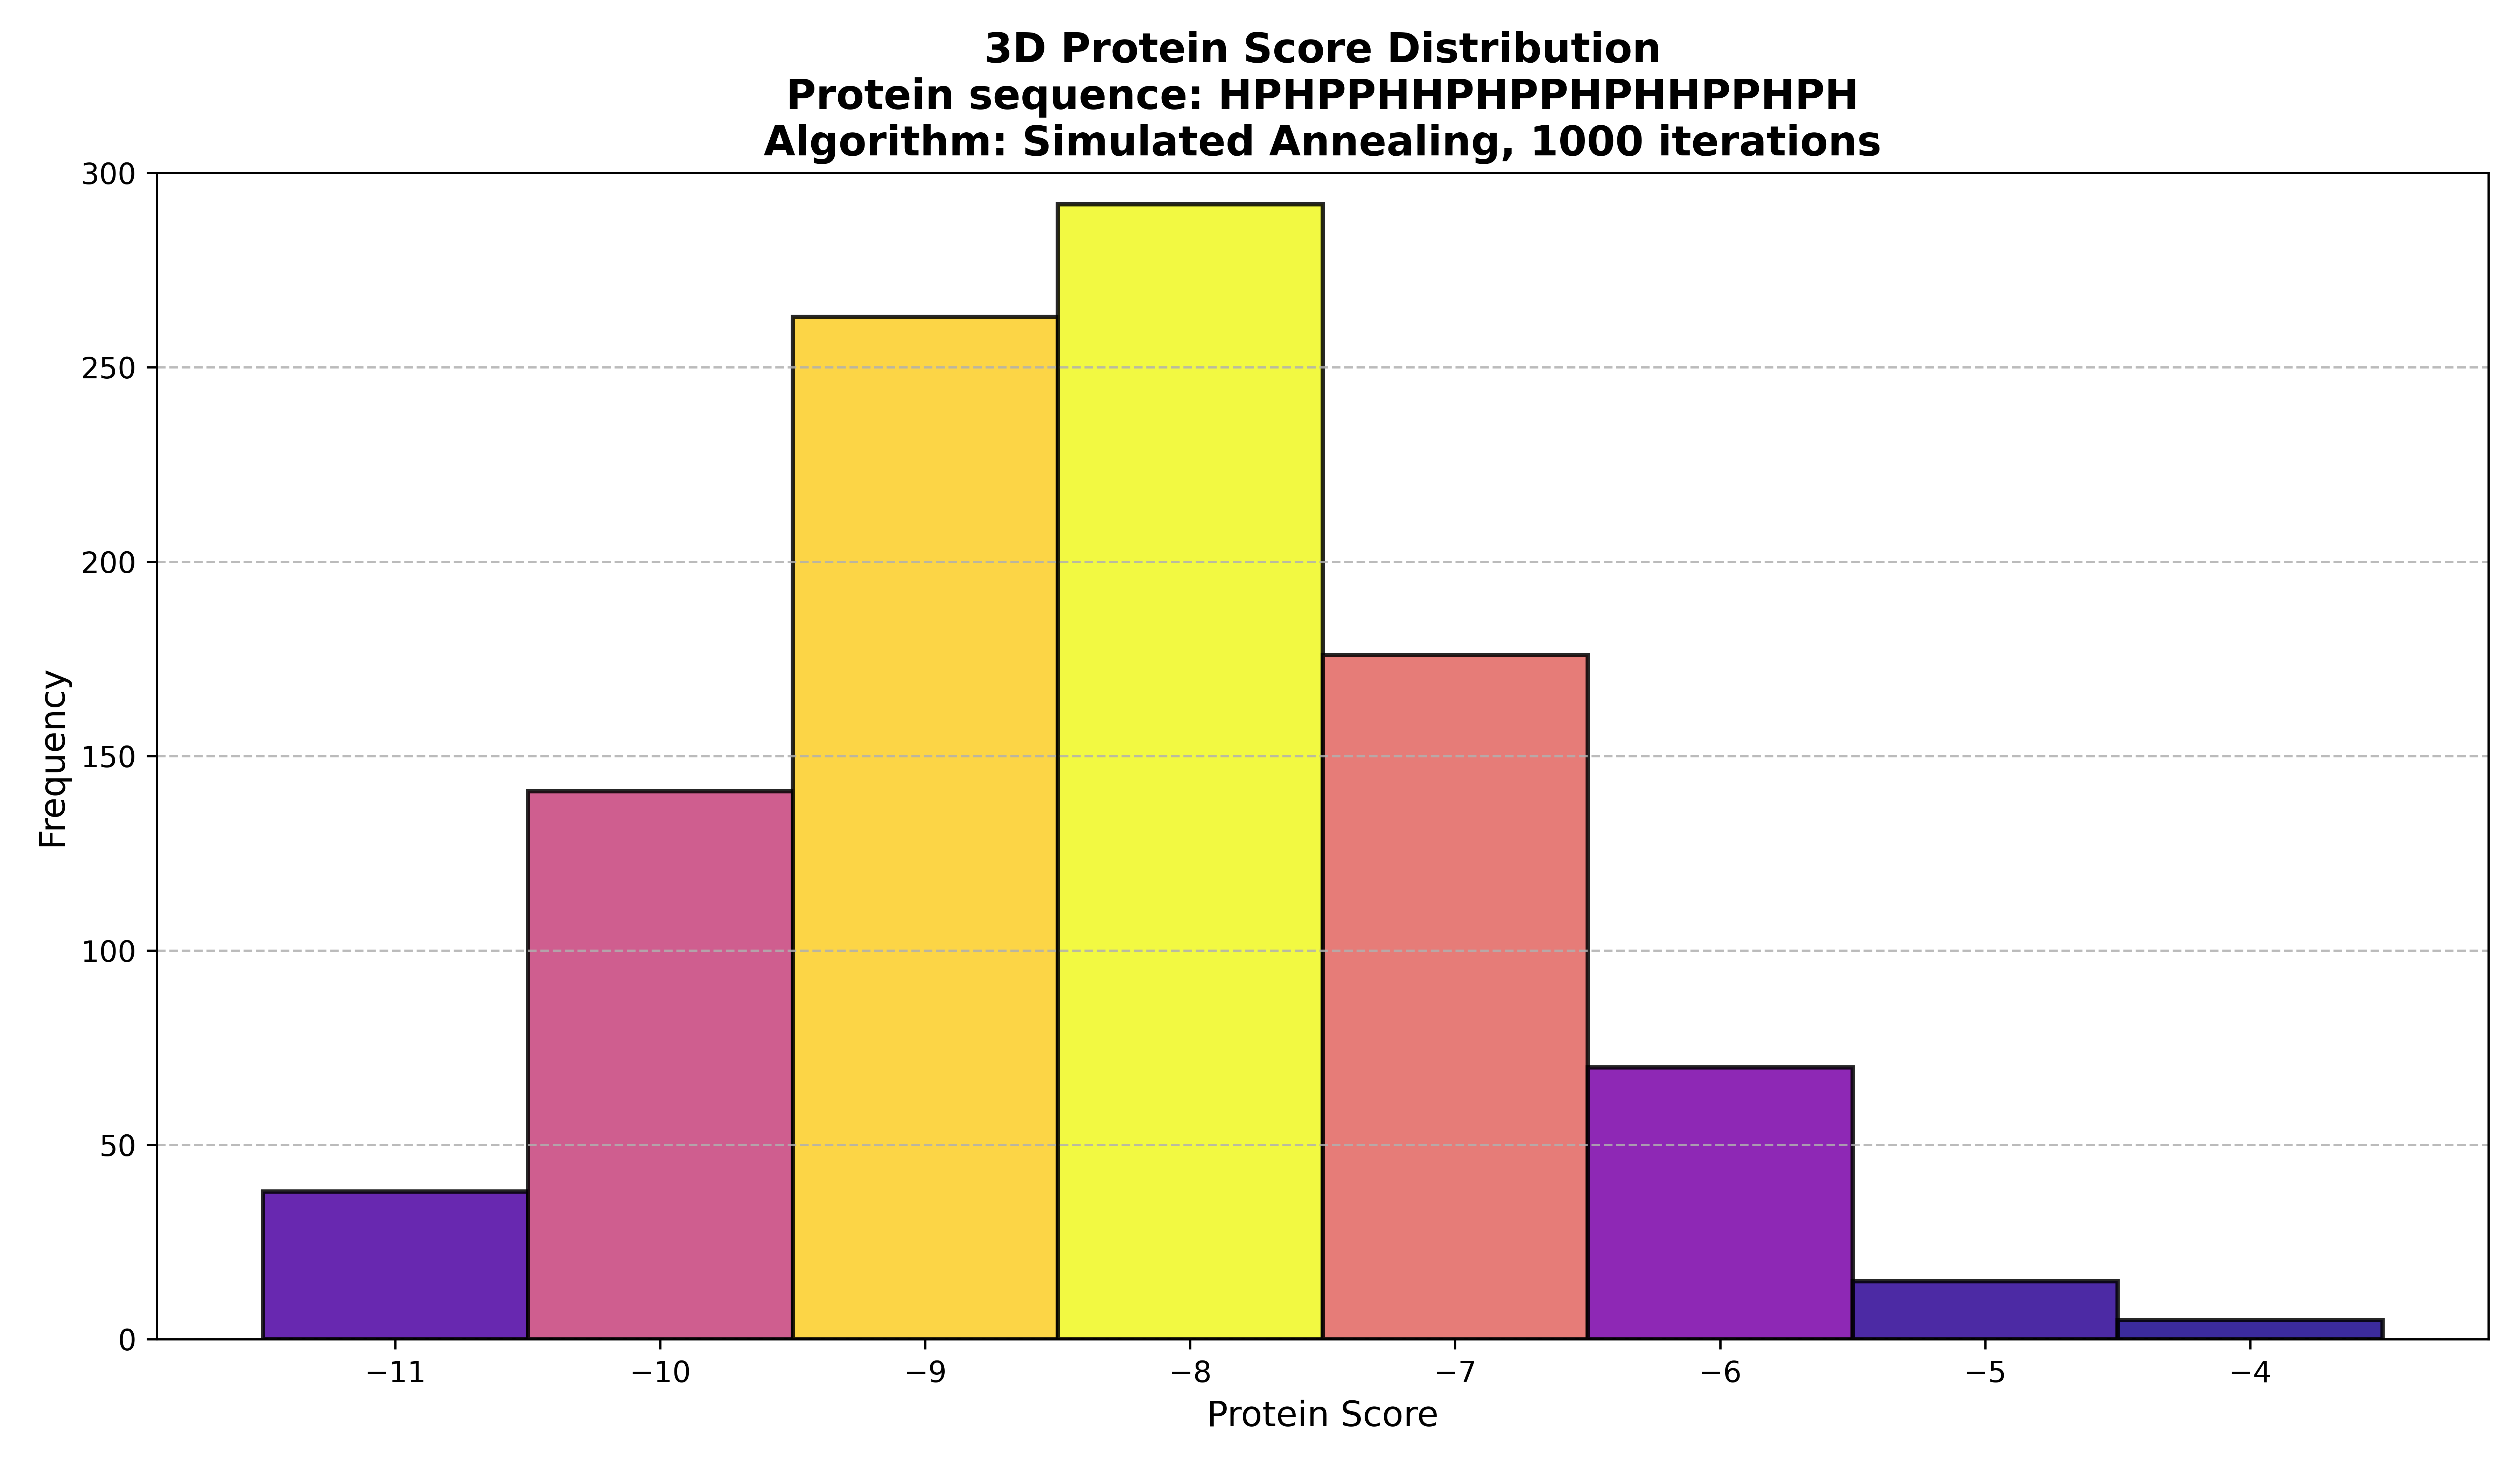 3D Protein Score Distribution
Protein sequence: HPHPPHHPHPPHPHHPPHPH
Algorithm: Simulated Annealing, 1000 iterations
300
250
200
150
100
50
0
Frequency
−11 −10 −9 −8 −7 −6 −5 −4
Protein Score